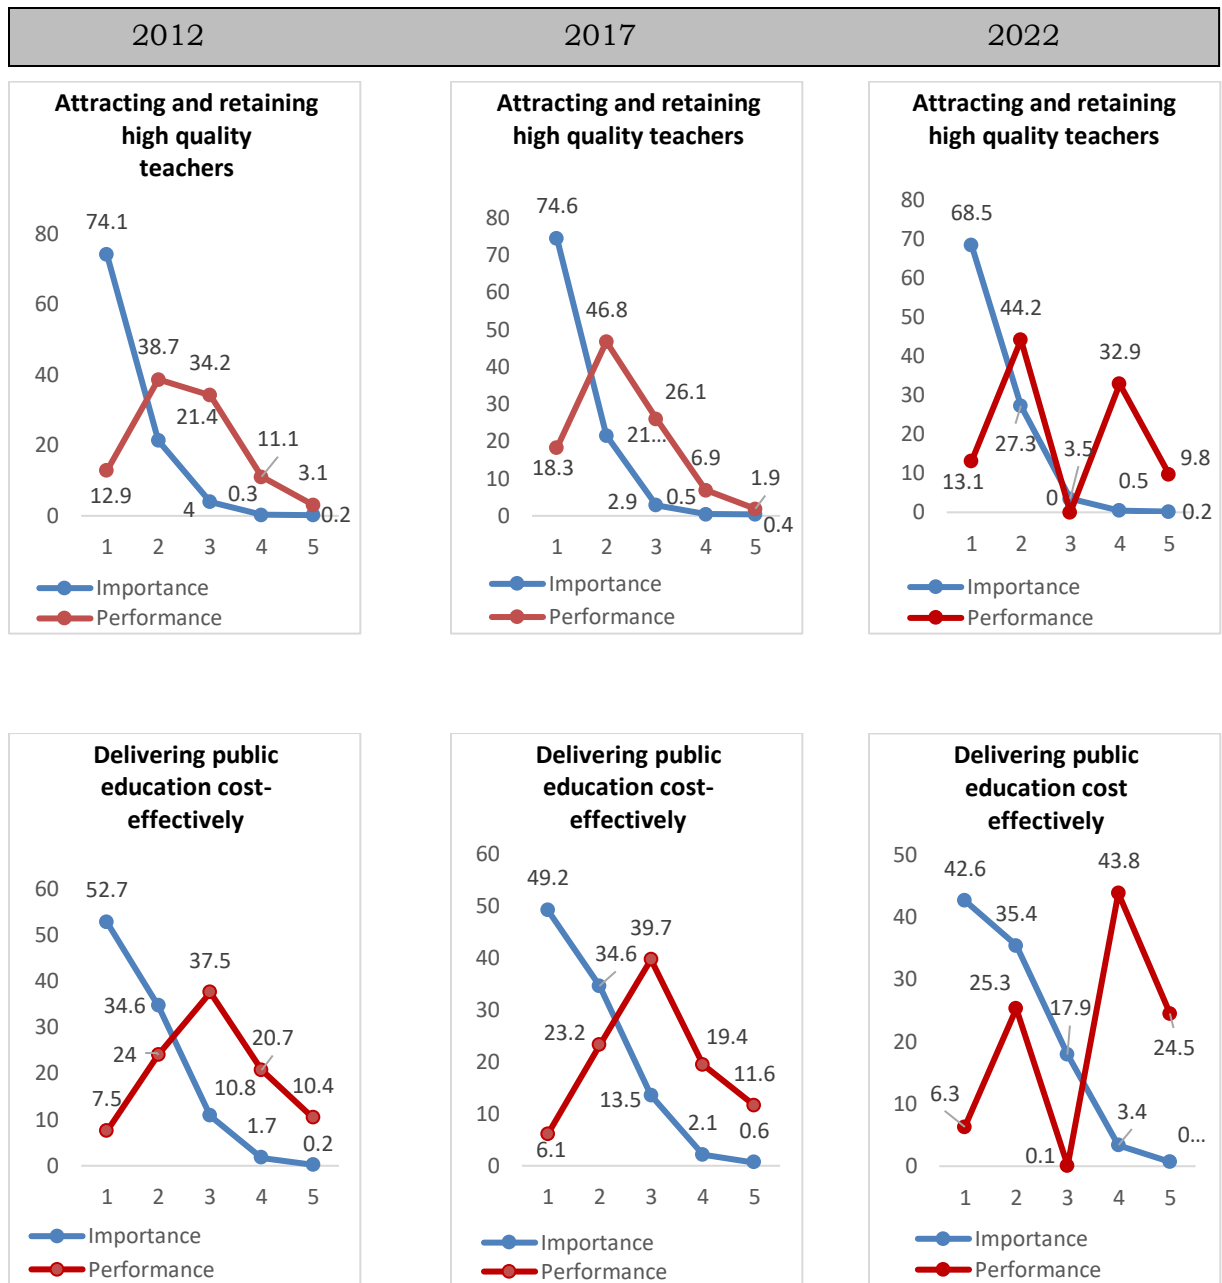 2012 2017 2022
Attracting and retaining
high quality
teachers
74.1
80
60
38.7
34.2
40
21.4
11.1
20
3.1
12.9
0.3
4
0.2
0
1 2 3 4 5
Importance
Performance
Attracting and retaining
high quality teachers
74.6
80
70
60
46.8
50
40
26.1
30
21...
20
6.9
18.3
1.9
10
2.9
0.5
0.4
0
1 2 3 4 5
Importance
Performance
Attracting and retaining
high quality teachers
80
68.5
70
60
50
44.2
40
32.9
30
27.3
20
3.5
9.8
13.1
10
0
0.5
0.2
0
1 2 3 4 5
Importance
Performance
Delivering public
education cost-
effectively
60
52.7
50
37.5
40
34.6
30
24
20.7
20
10.8
10.4
7.5
10
1.7
0.2
0
1 2 3 4 5
Importance
Performance
Delivering public
education cost-
effectively
60
49.2
50
39.7
40
34.6
30
23.2
19.4
20
13.5
11.6
10
2.1
0.6
6.1
0
1 2 3 4 5
Importance
Performance
Delivering public
education cost
effectively
50
42.6
43.8
40
35.4
30
25.3
17.9
24.5
20
10
6.3
3.4
0...
0.1
0
1 2 3 4 5
Importance
Performance